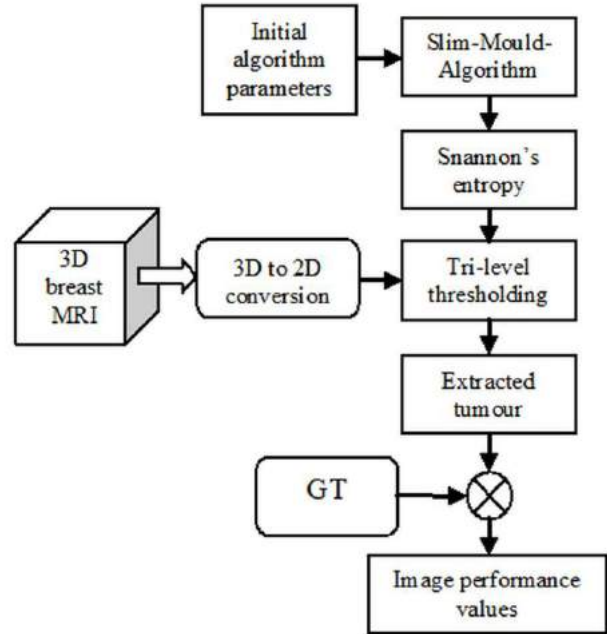 Initial
algorithm
parameters
Slim-Mould-
Algorithm
Snannon's
entropy
3D
breast
MRI
3D to 2D
conversion
Tri-level
thresholding
Extracted
tumour
GT
Image performance
values